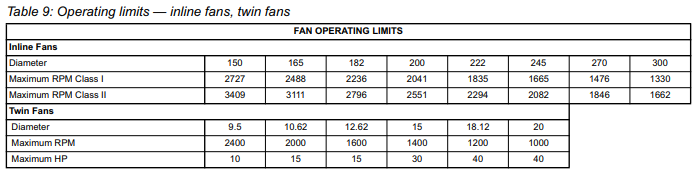 Table 9: Operating limits — inline fans, twin fans
FAN OPERATING LIMITS
Inline Fans
Diameter 150 165 182 200 222 245 270 300
Maximum RPM Class I 2727 2488 2236 2041 1835 1665 1476 1330
Maximum RPM Class II 3409 3111 2796 2551 2294 2082 1846 1662
Twin Fans
Diameter 9.5 10.62 12.62 15 18.12 20
Maximum RPM 2400 2000 1600 1400 1200 1000
Maximum HP 10 15 15 30 40 40